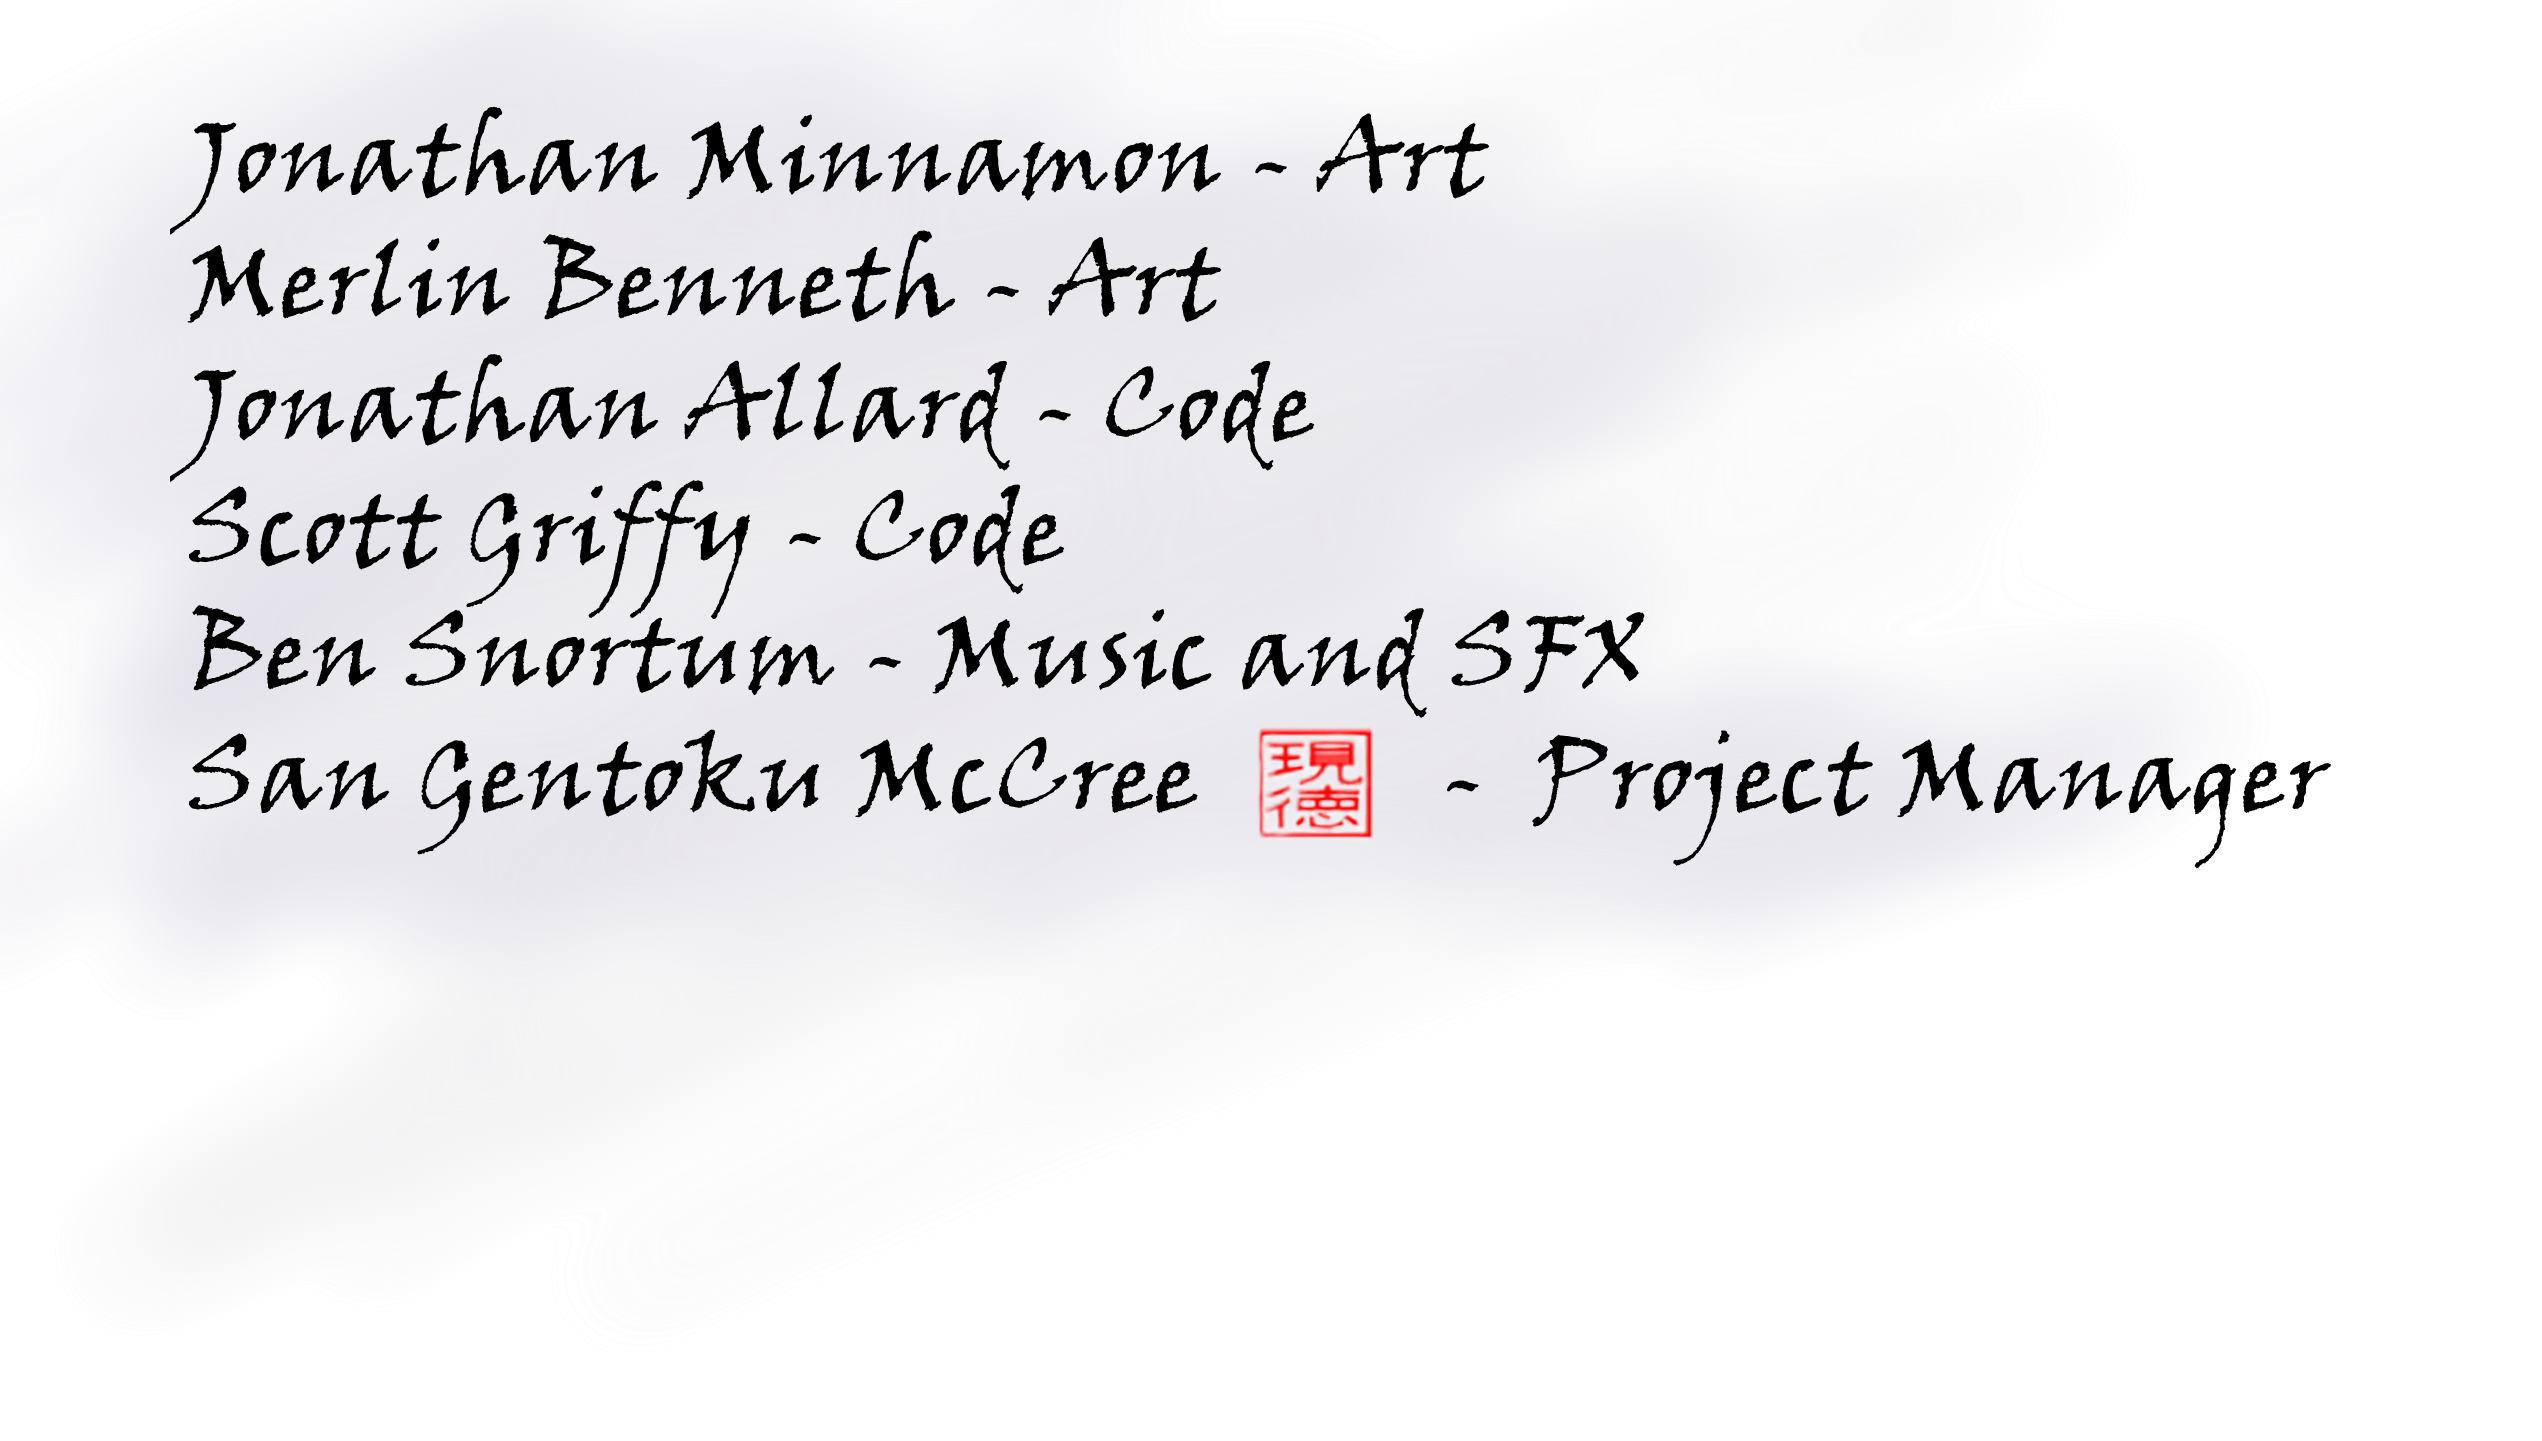 Jonathan Minnamon - Art
Merlin Benneth - Art
Jonathan Allard - Code
Scott Griffy - Code
Ben Snortum - Music and SFX
San Gentoku McCree 現徳 - Project Manager